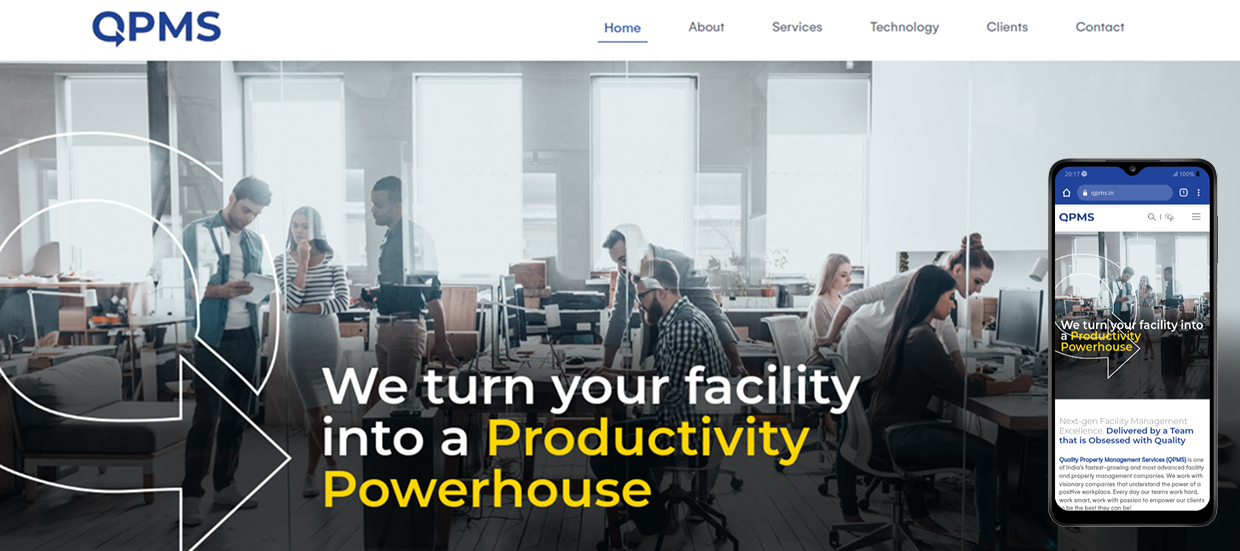 QPMS
Home About Services Technology Clients Contact
We turn your facility
into a Productivity
Powerhouse
20:17 100%
qpms.in
QPMS
We turn your facility into
a Productivity
Powerhouse
Next-gen Facility Management
Excellence. Delivered by a Team
that is Obsessed with Quality
Quality Property Management Services (QPMS) is one
of India's fastest-growing and most advanced facility
and property management companies. We work with
visionary companies that understand the power of a
positive workplace. Every day our teams work hard,
work smart, work with passion to empower our clients
to be the best they can be!